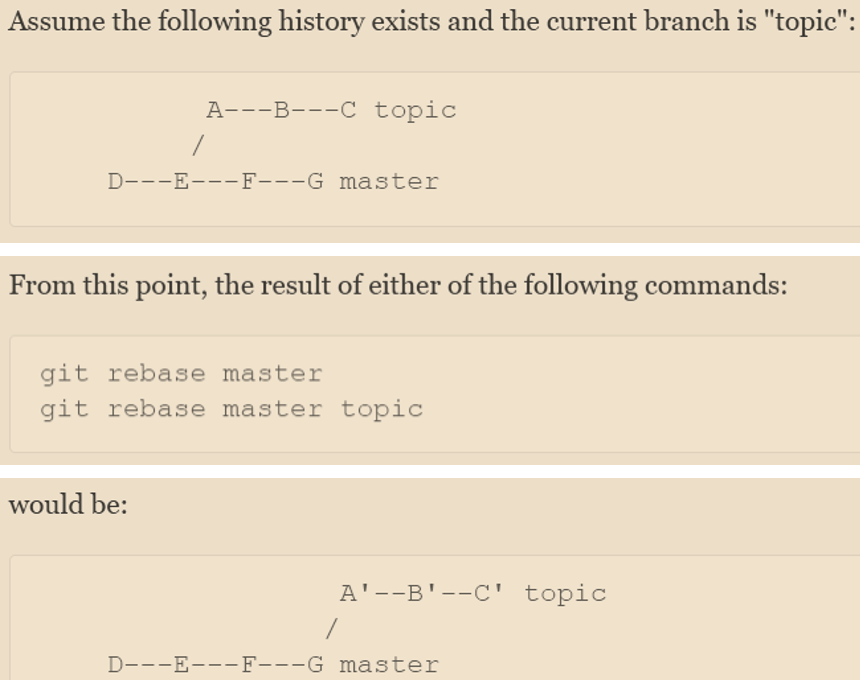 Assume the following history exists and the current branch is "topic":
A---B---C topic
/
D---E---F---G master
From this point, the result of either of the following commands:
git rebase master
git rebase master topic
would be:
A'--B'--C' topic
/
D---E---F---G master